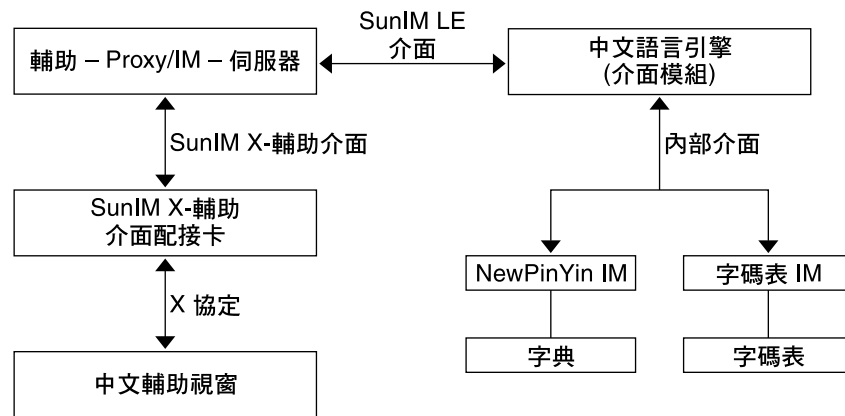 SunIM LE
介面
輔助 – Proxy/IM – 伺服器
中文語言引擎
(介面模組)
SunIM X-輔助介面
內部介面
SunIM X-輔助
介面配接卡
NewPinYin IM
字碼表 IM
X 協定
字典
字碼表
中文輔助視窗